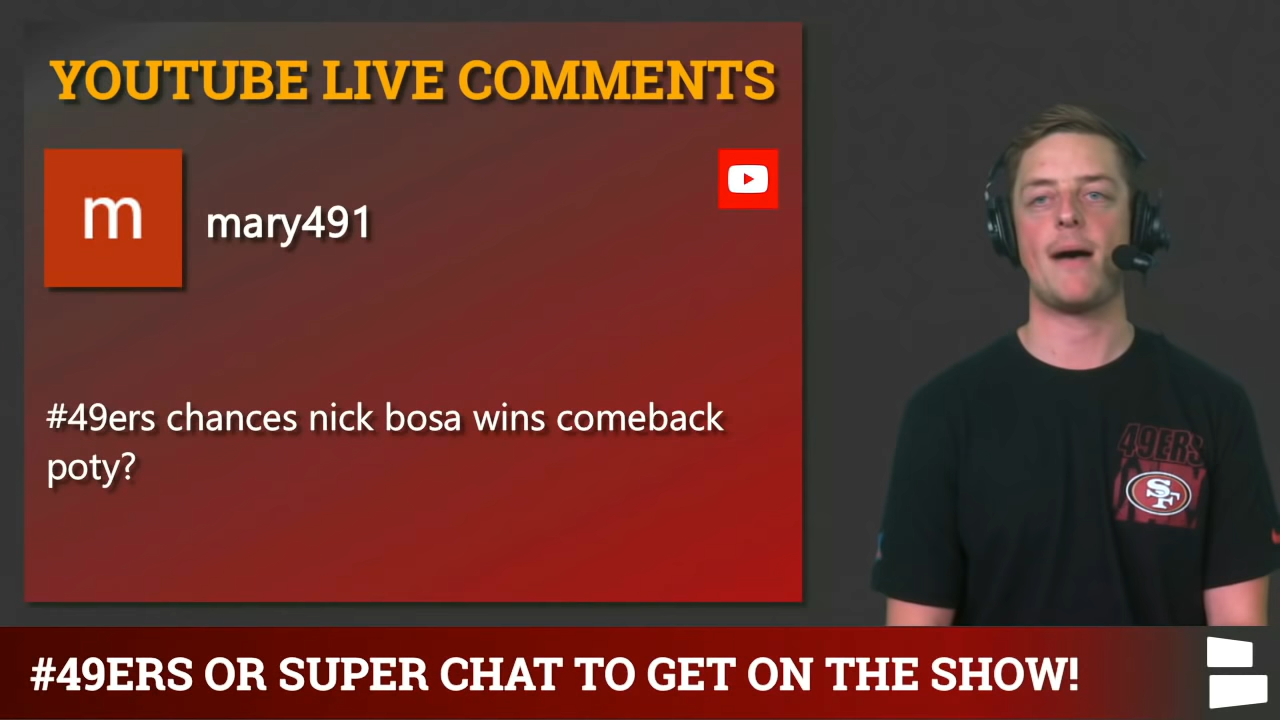 YOUTUBE LIVE COMMENTS
m
mary491
#49ers chances nick bosa wins comeback
poty?
49ERS
SF
#49ERS OR SUPER CHAT TO GET ON THE SHOW!